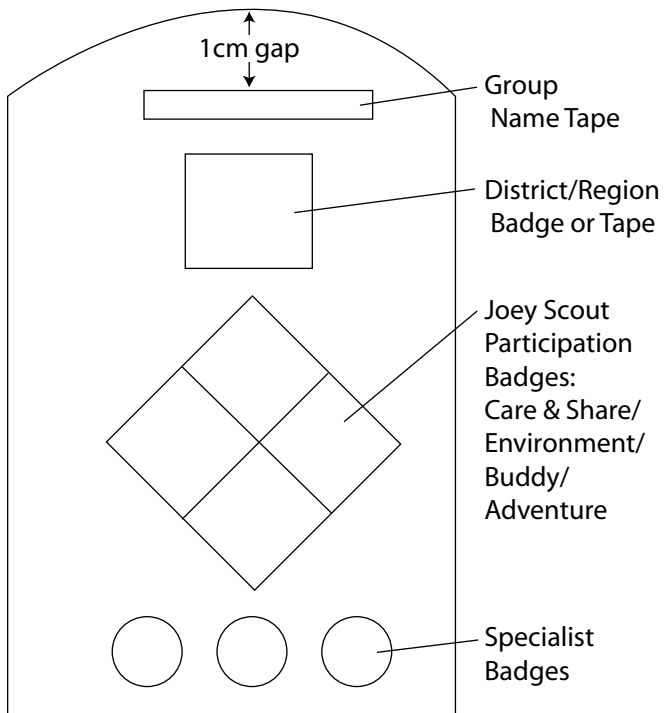 1cm gap
Group
Name Tape
District/Region
Badge or Tape
Joey Scout
Participation
Badges:
Care & Share/
Environment/
Buddy/
Adventure
Specialist
Badges